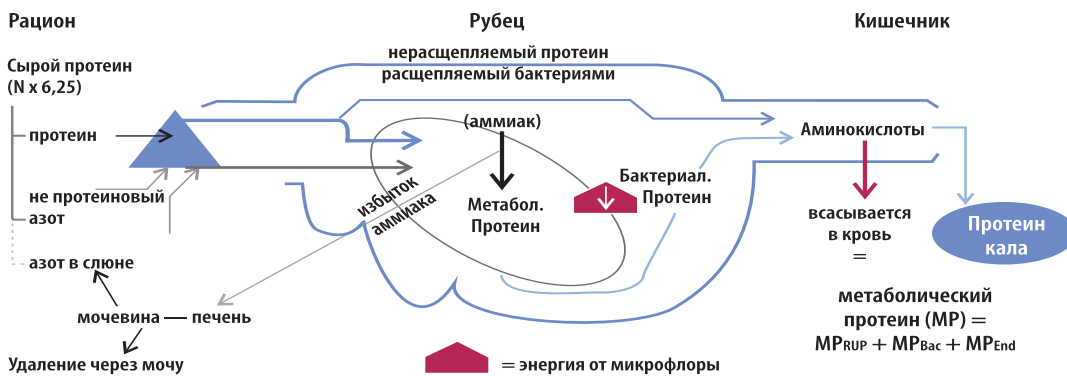 Рацион
Рубец
Кишечник
Сырой протеин
(N x 6,25)
протеин
не протеиновый
азот
азот в слюне
мочевина — печень
Удаление через мочу
нерасщепляемый протеин
расщепляемый бактериями
(аммиак)
избыток
аммиака
Метабол.
Протеин
Бактериал.
Протеин
= энергия от микрофлоры
Аминокислоты
всасывается
в кровь
=
Протеин
кала
метаболический
протеин (MP) =
MPRUP + MPBac + MPEnd